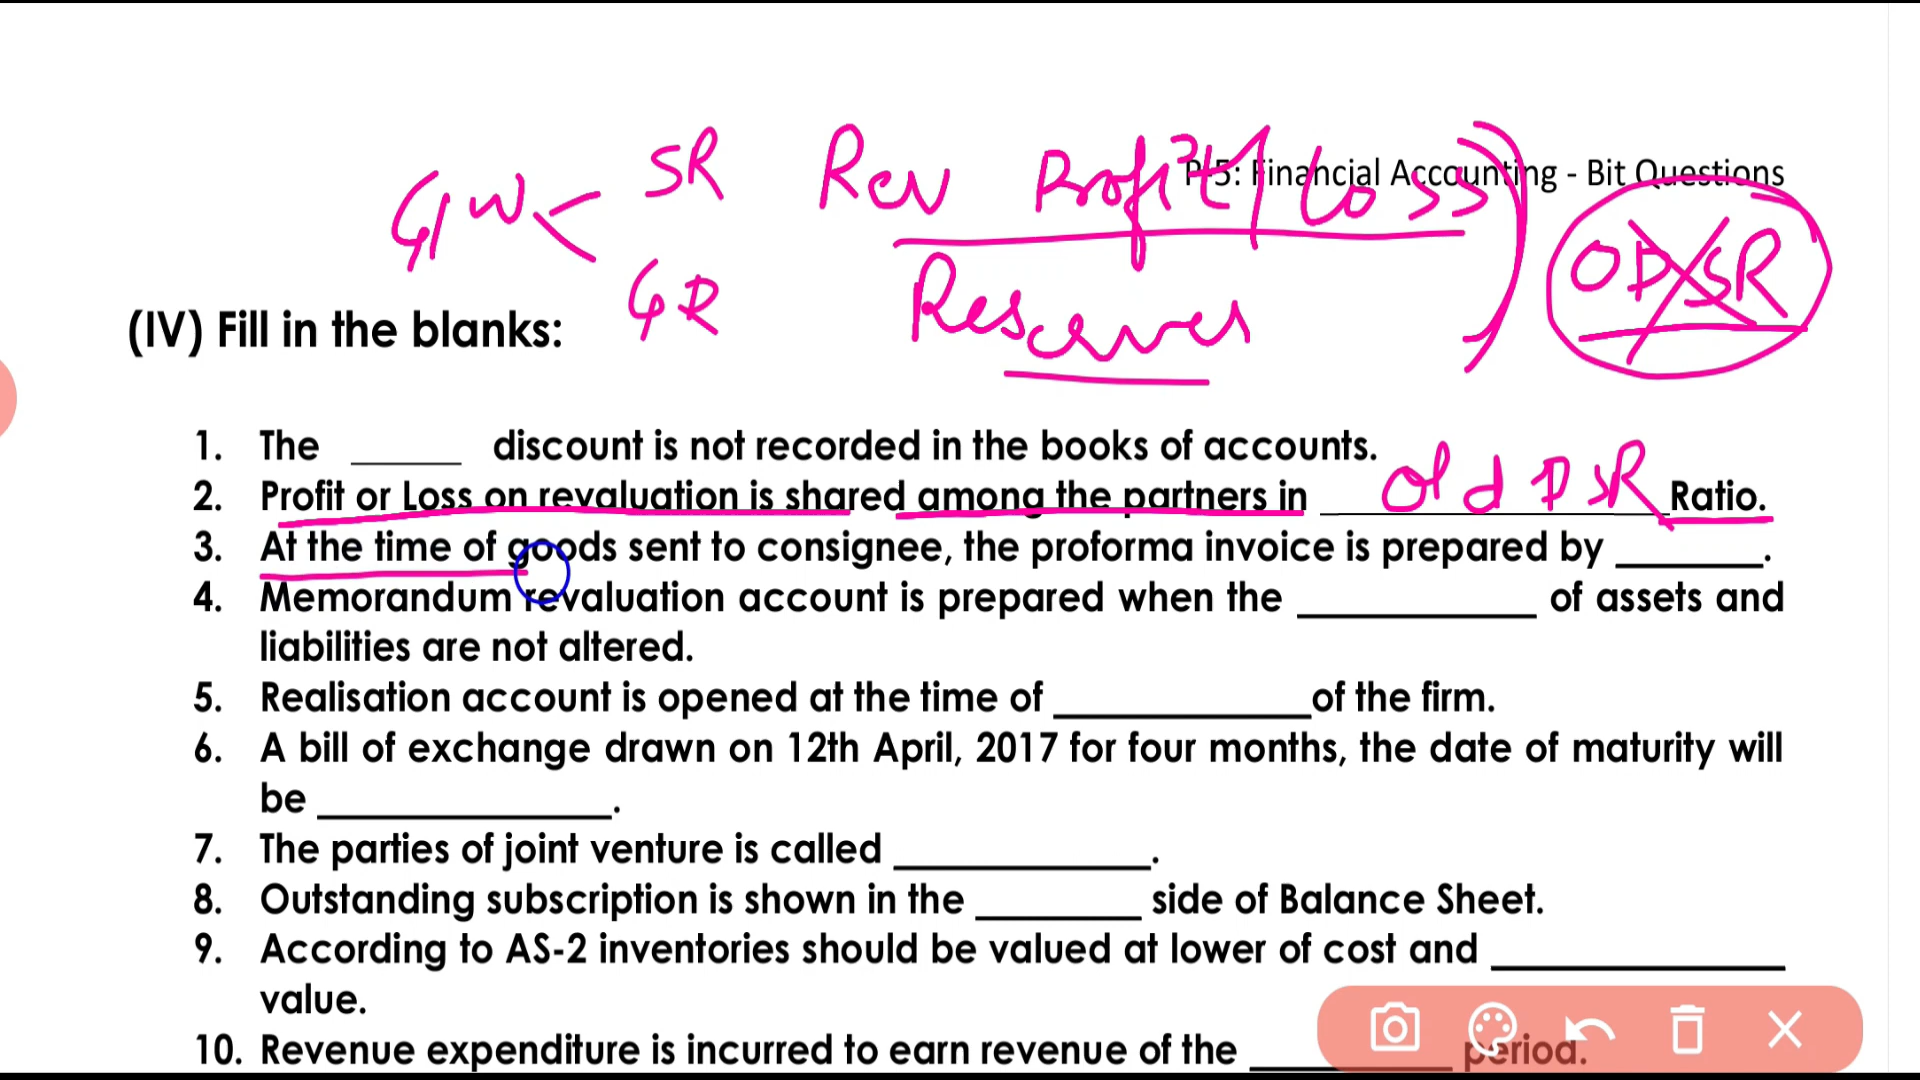 P-5: Financial Accounting - Bit Questions
GW SR Rev Profit/Loss
GR Reserves OPSR
(IV) Fill in the blanks:
1. The ______ discount is not recorded in the books of accounts.
2. Profit or Loss on revaluation is shared among the partners in Old PSR Ratio.
3. At the time of goods sent to consignee, the proforma invoice is prepared by ________.
4. Memorandum revaluation account is prepared when the ____________ of assets and
liabilities are not altered.
5. Realisation account is opened at the time of _____________of the firm.
6. A bill of exchange drawn on 12th April, 2017 for four months, the date of maturity will
be _______________.
7. The parties of joint venture is called _____________.
8. Outstanding subscription is shown in the ________ side of Balance Sheet.
9. According to AS-2 inventories should be valued at lower of cost and _______________
value.
10. Revenue expenditure is incurred to earn revenue of the __________ period.